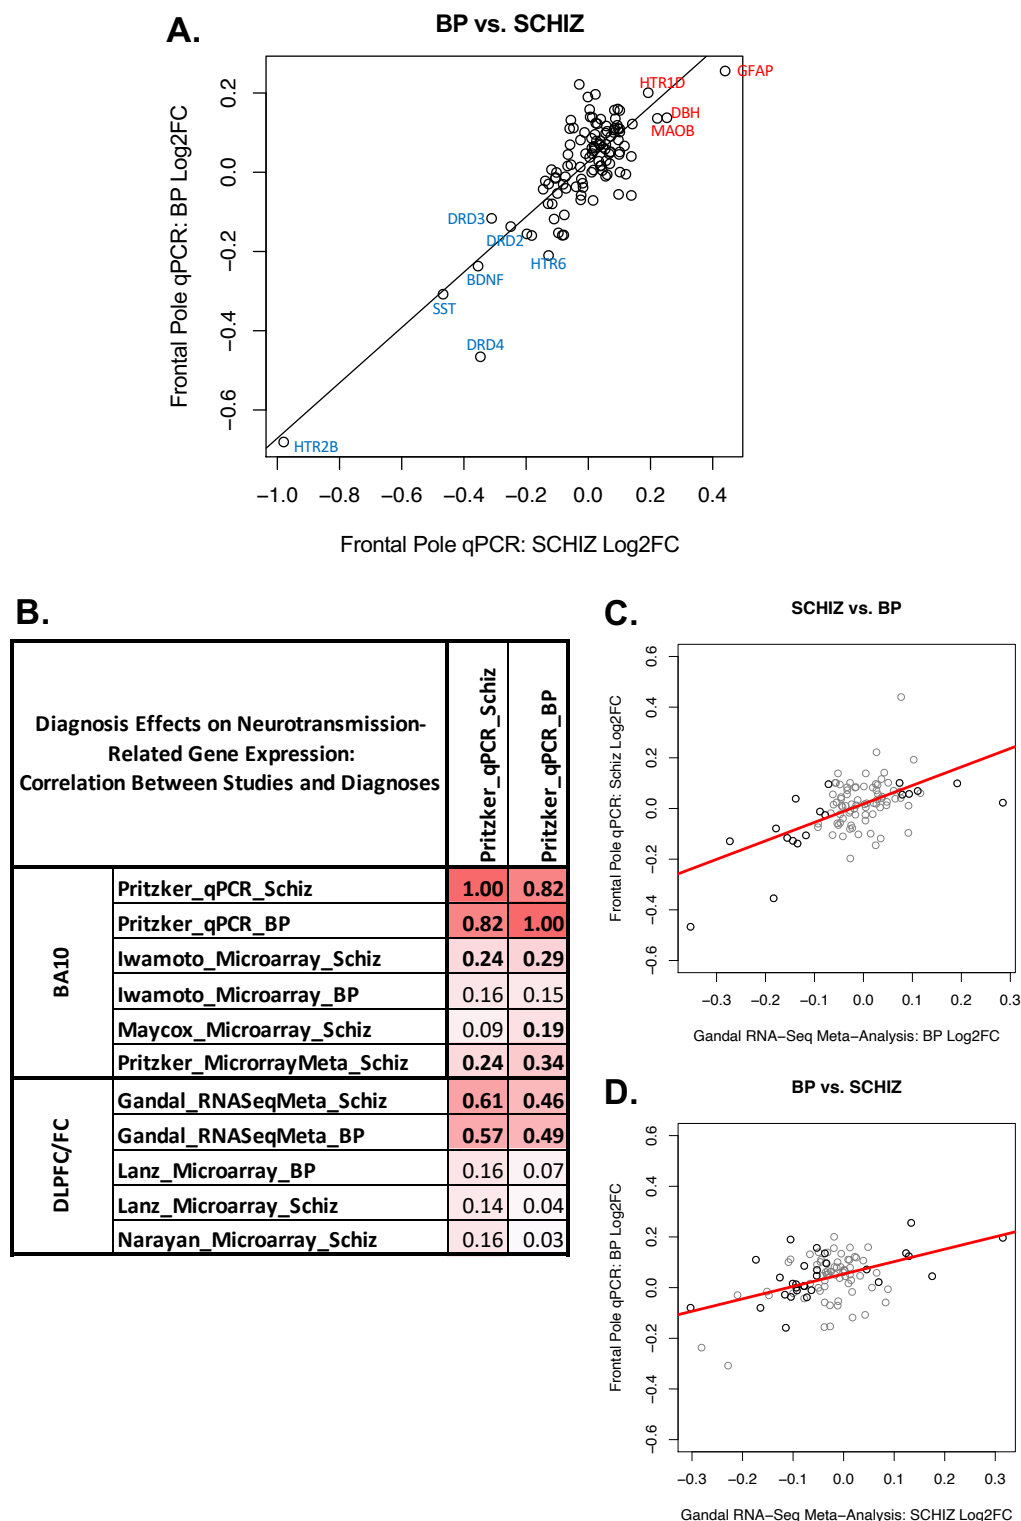 A.
BP vs. SCHIZ
Frontal Pole qPCR: BP Log2FC
0.2
0.0
−0.2
−0.4
−0.6
HTR1D
GFAP
DBH
MAOB
DRD3
DRD2
HTR6
BDNF
SST
DRD4
HTR2B
−1.0 −0.8 −0.6 −0.4 −0.2 0.0 0.2 0.4
Frontal Pole qPCR: SCHIZ Log2FC
B.
Diagnosis Effects on Neurotransmission-
Related Gene Expression:
Correlation Between Studies and Diagnoses
Pritzker_qPCR_Schiz
Pritzker_qPCR_BP
BA10
Pritzker_qPCR_Schiz 1.00 0.82
Pritzker_qPCR_BP 0.82 1.00
Iwamoto_Microarray_Schiz 0.24 0.29
Iwamoto_Microarray_BP 0.16 0.15
Maycox_Microarray_Schiz 0.09 0.19
Pritzker_MicrorrayMeta_Schiz 0.24 0.34
DLPFC/FC
Gandal_RNASeqMeta_Schiz 0.61 0.46
Gandal_RNASeqMeta_BP 0.57 0.49
Lanz_Microarray_BP 0.16 0.07
Lanz_Microarray_Schiz 0.14 0.04
Narayan_Microarray_Schiz 0.16 0.03
C.
SCHIZ vs. BP
Frontal Pole qPCR: Schiz Log2FC
0.6
0.4
0.2
0.0
−0.2
−0.4
−0.6
−0.3 −0.2 −0.1 0.0 0.1 0.2 0.3
Gandal RNA−Seq Meta−Analysis: BP Log2FC
D.
BP vs. SCHIZ
Frontal Pole qPCR: BP Log2FC
0.6
0.4
0.2
0.0
−0.2
−0.4
−0.6
−0.3 −0.2 −0.1 0.0 0.1 0.2 0.3
Gandal RNA−Seq Meta−Analysis: SCHIZ Log2FC